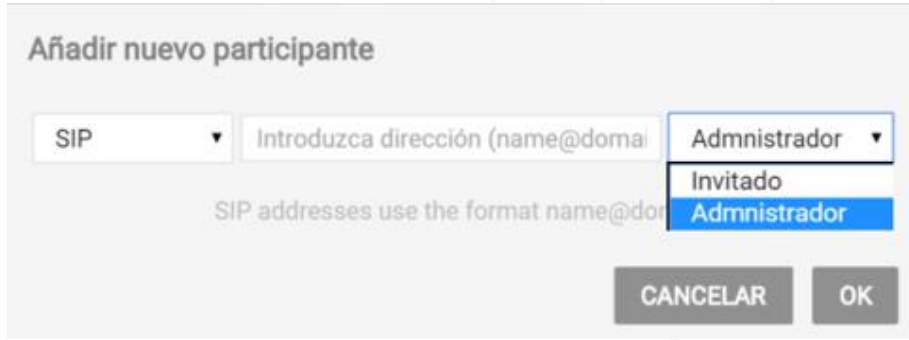 Añadir nuevo participante
SIP Introduzca dirección (name@domai Admnistrador
Invitado
SIP addresses use the format name@do Admnistrador
CANCELAR OK